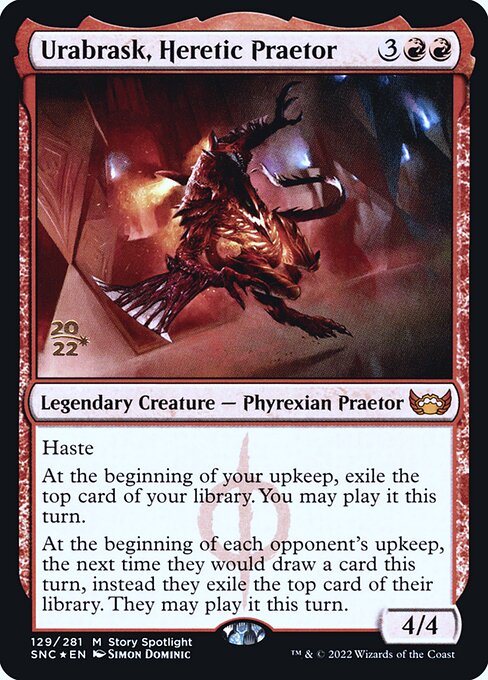 Urabrask, Heretic Praetor 3
20
22
Legendary Creature — Phyrexian Praetor
Haste
At the beginning of your upkeep, exile the
top card of your library. You may play it this
turn.
At the beginning of each opponent's upkeep,
the next time they would draw a card this
turn, instead they exile the top card of their
library. They may play it this turn.
4/4
129/281 M Story Spotlight
SNC ★ EN Simon Dominic
™ & © 2022 Wizards of the Coast